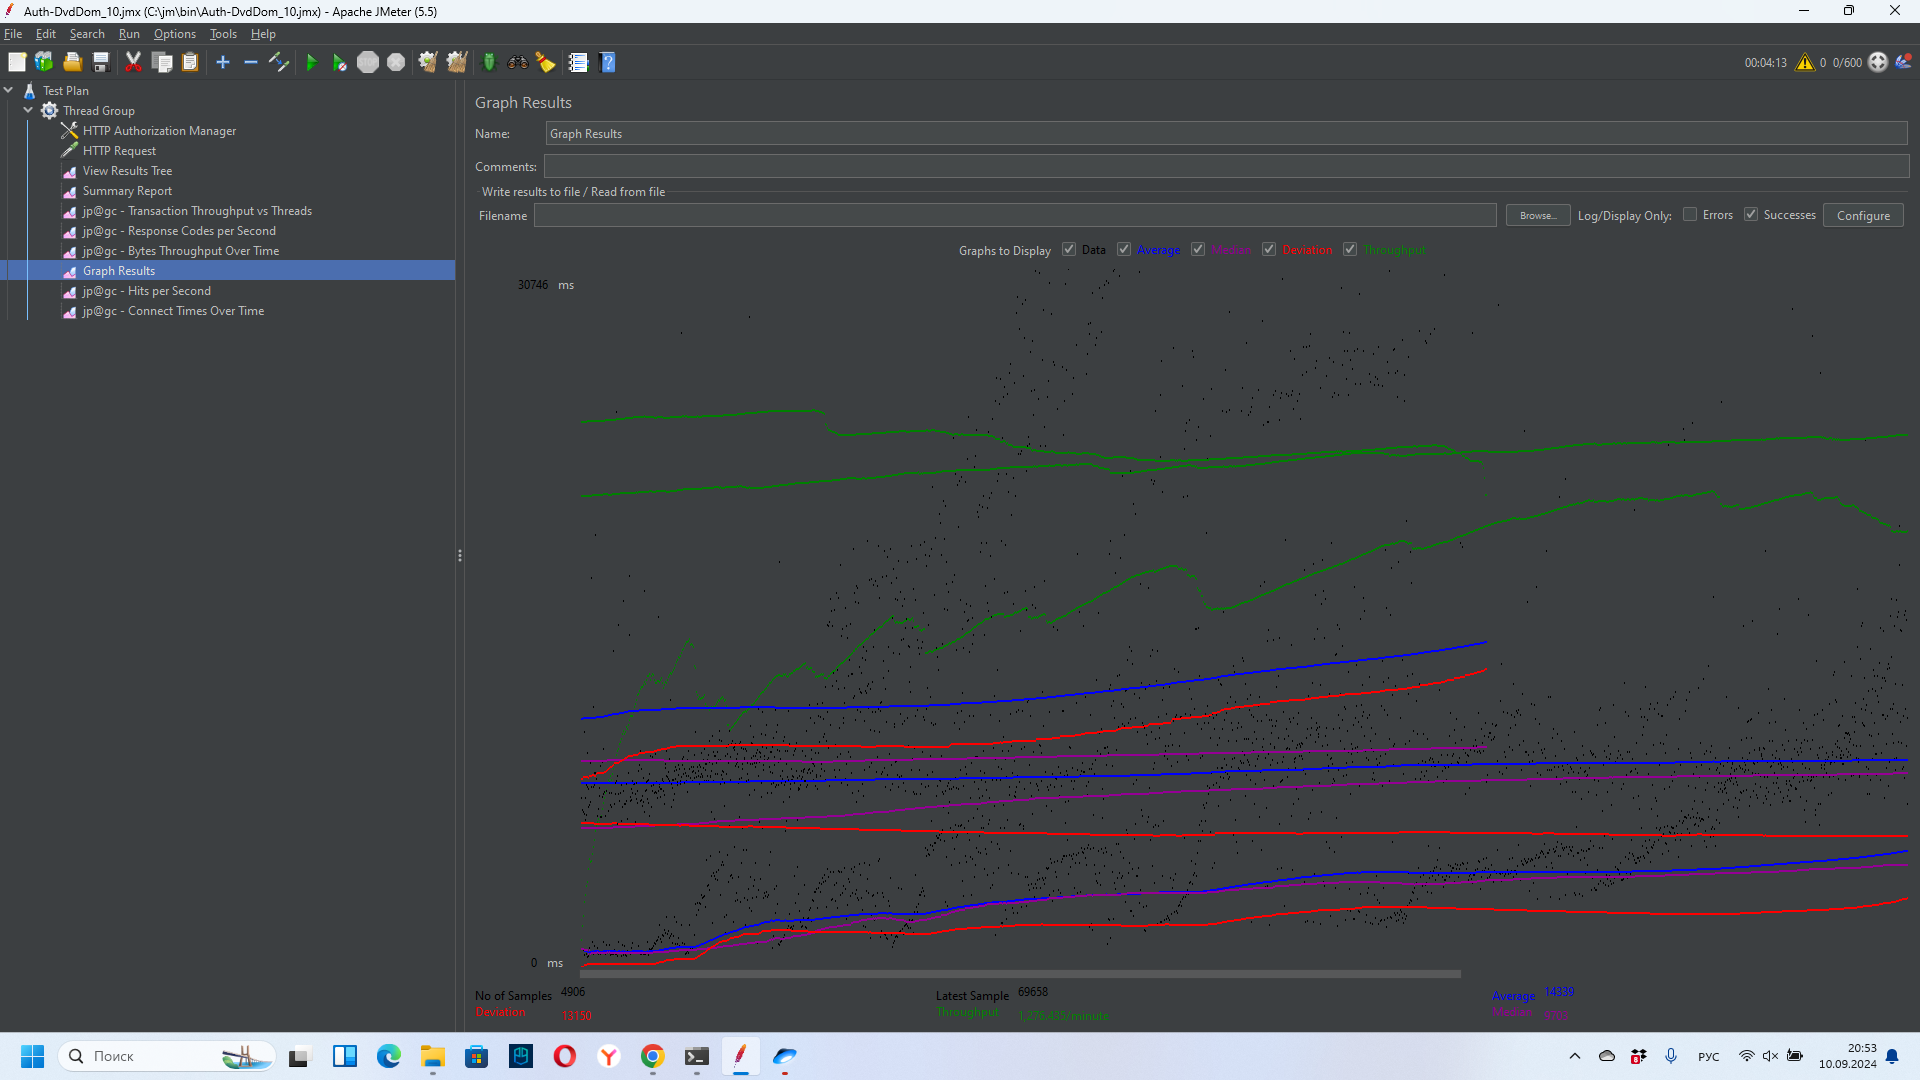 Auth-DvdDom_10.jmx (C:\jm\bin\Auth-DvdDom_10.jmx) - Apache JMeter (5.5)
File Edit Search Run Options Tools Help
00:04:13 0 0/600
Test Plan
Thread Group
HTTP Authorization Manager
HTTP Request
View Results Tree
Summary Report
jp@gc - Transaction Throughput vs Threads
jp@gc - Response Codes per Second
jp@gc - Bytes Throughput Over Time
Graph Results
jp@gc - Hits per Second
jp@gc - Connect Times Over Time
Graph Results
Name: Graph Results
Comments:
Write results to file / Read from file
Filename Browse... Log/Display Only: Errors Successes Configure
Graphs to Display Data Average Median Deviation Throughput
30746 ms
0 ms
No of Samples 4906 Latest Sample 69658 Average 14339
Deviation 13150 Throughput 1,276.435/minute Median
Поиск
РУС
20:53
10.09.2024